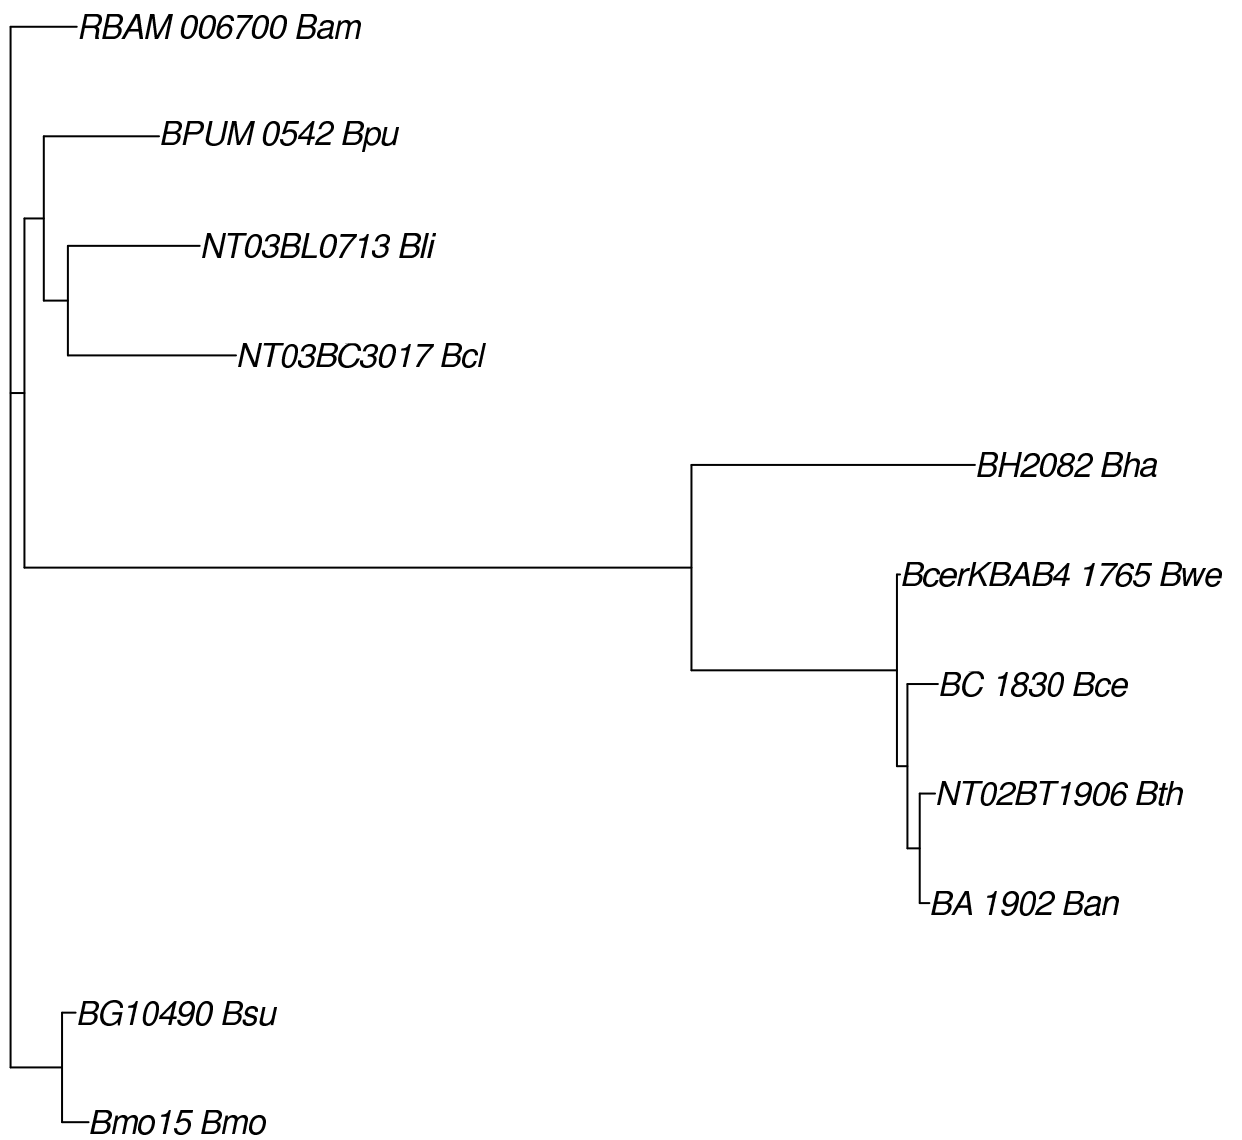 RBAM 006700 Bam
BPUM 0542 Bpu
NT03BL0713 Bli
NT03BC3017 Bcl
BH2082 Bha
BcerKBAB4 1765 Bwe
BC 1830 Bce
NT02BT1906 Bth
BA 1902 Ban
BG10490 Bsu
Bmo15 Bmo